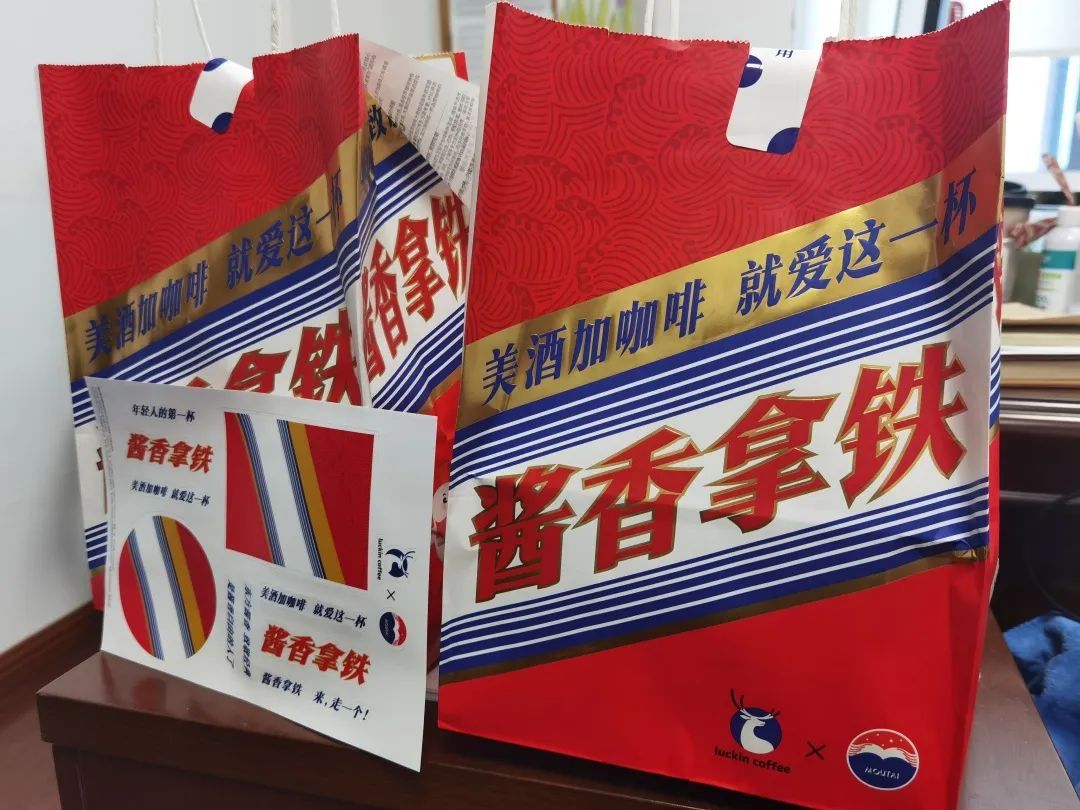 美酒加咖啡 就爱这一杯
酱香拿铁
luckin coffee × MOUTAI
美酒加咖啡 就爱这一杯
拿铁
酱香拿铁
年轻人的第一杯
酱香拿铁
美酒加咖啡 就爱这一杯
luckin coffee × MOUTAI
美酒加咖啡 就爱这一杯
酱香拿铁
酱香拿铁 来,走一个!
用